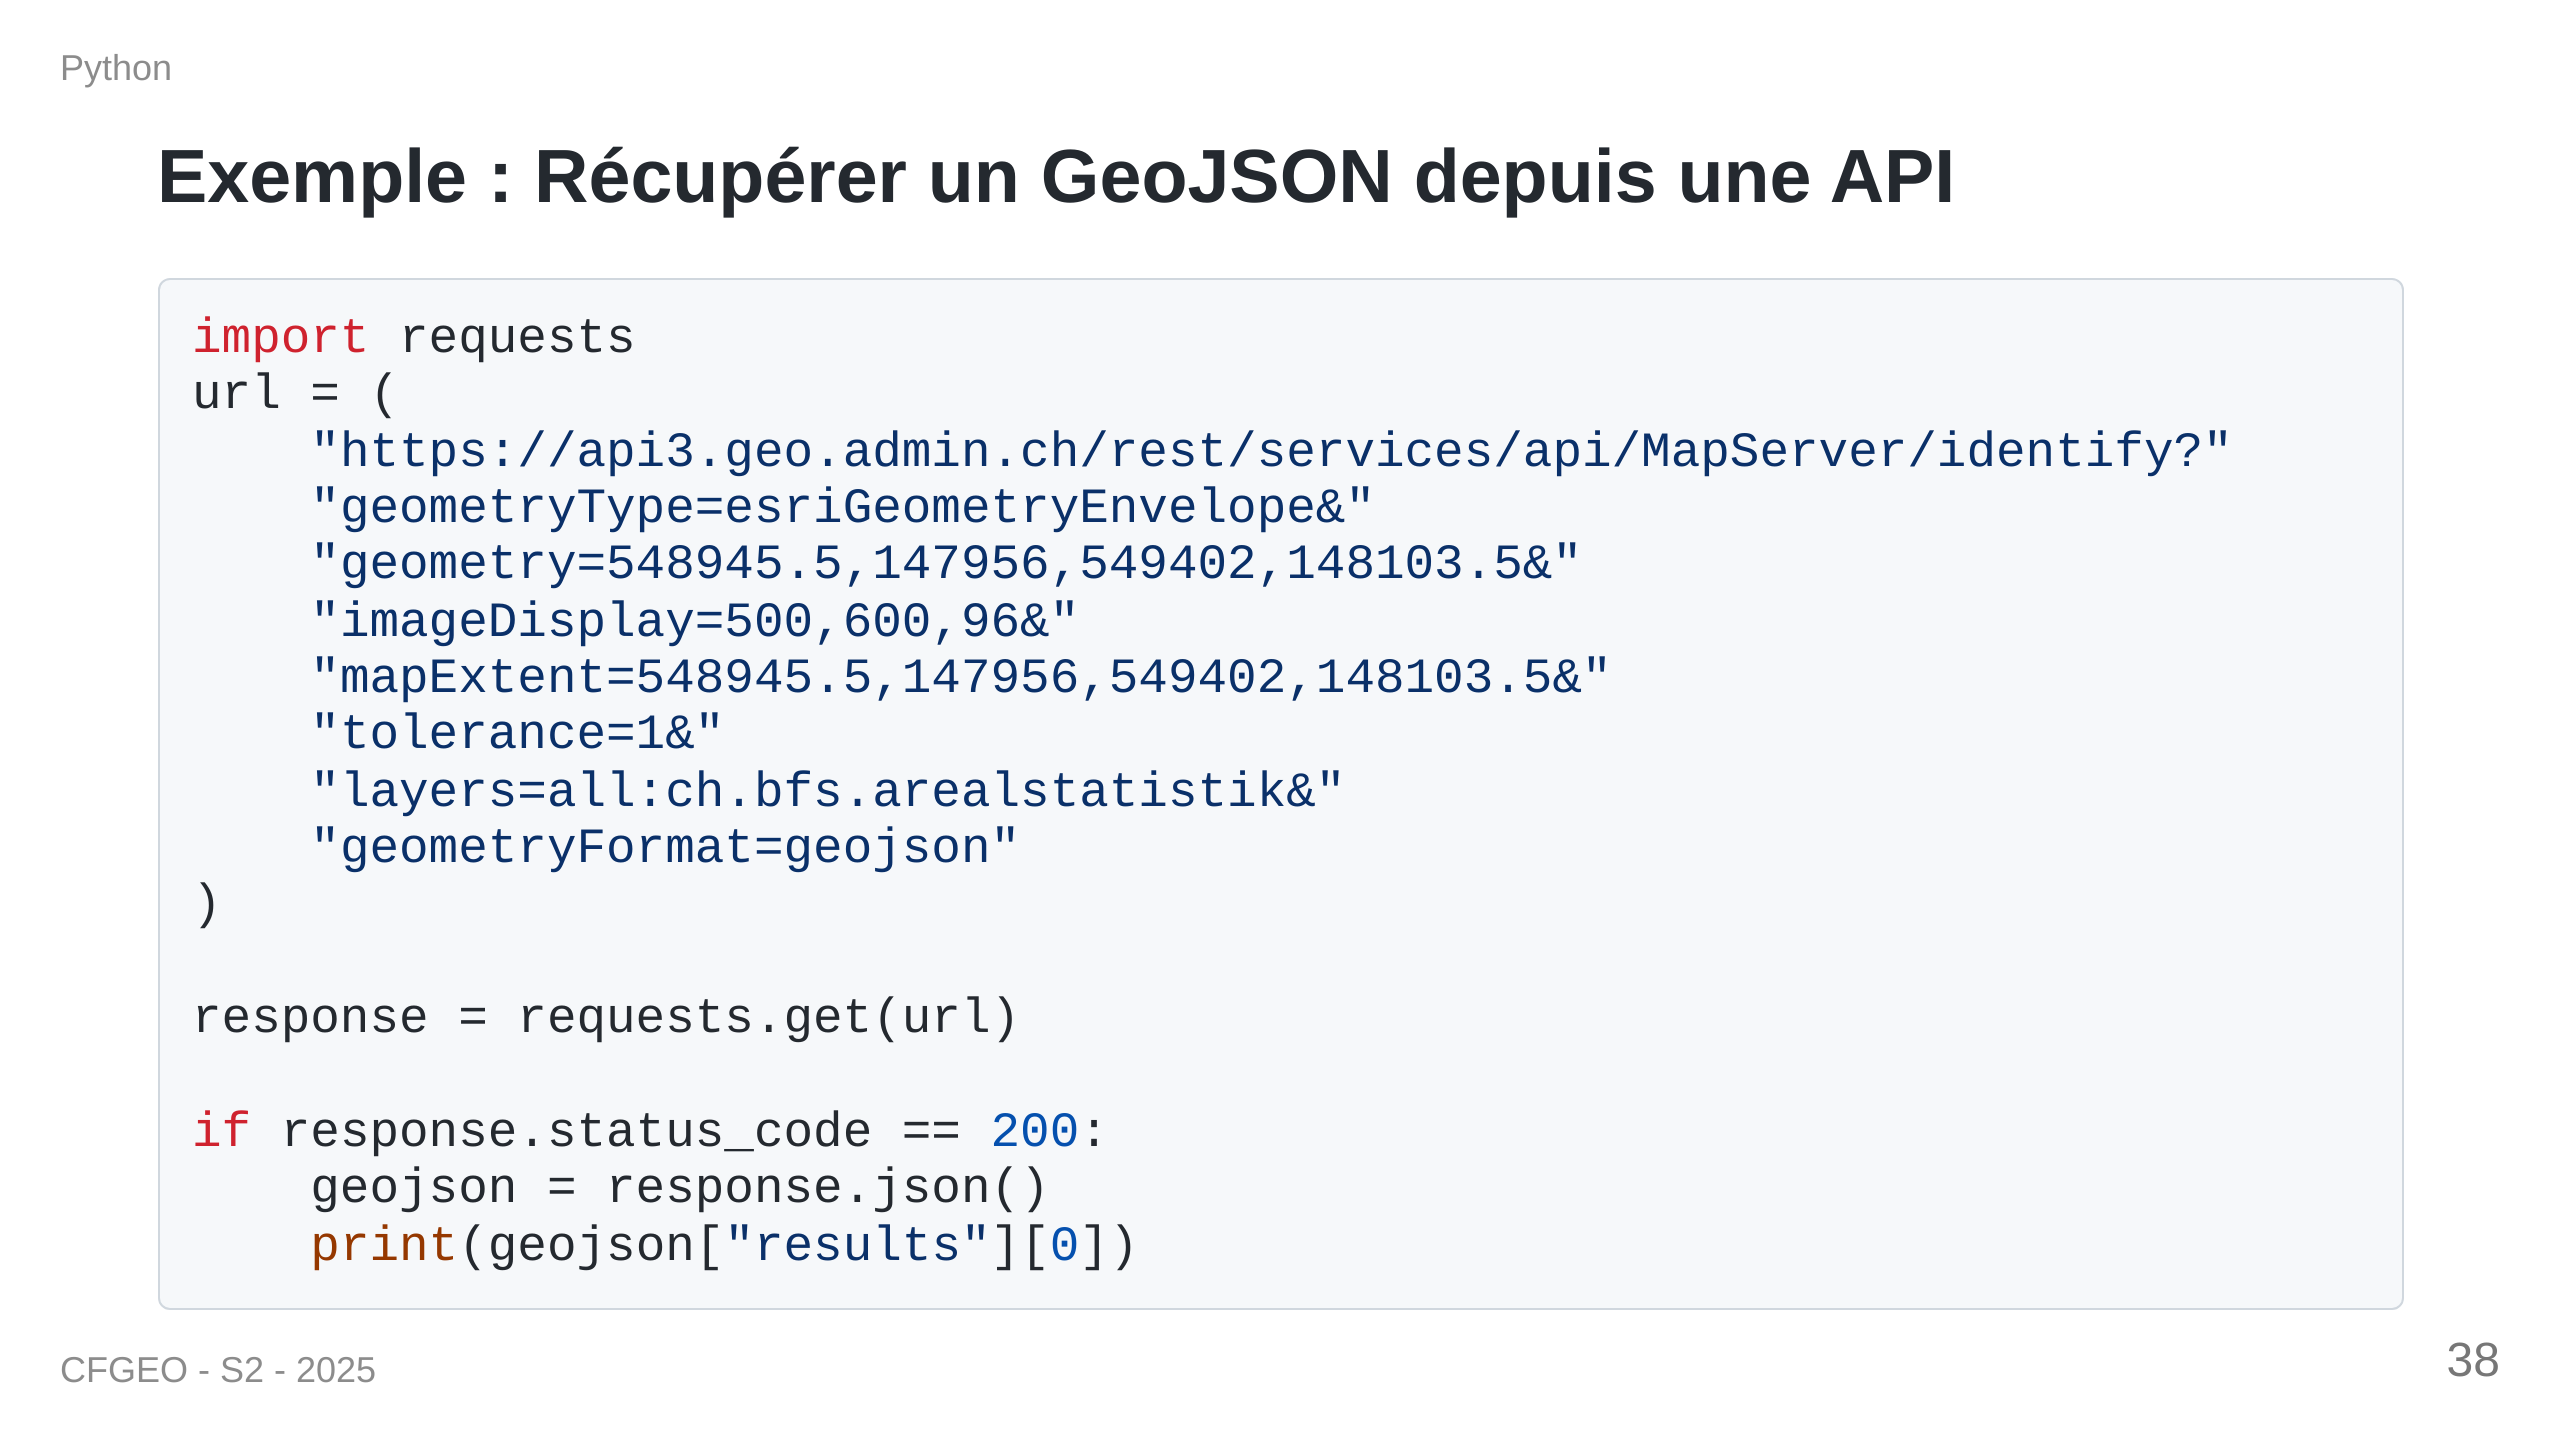 Python
Exemple : Récupérer un GeoJSON depuis une API
import requests
url = (
    "https://api3.geo.admin.ch/rest/services/api/MapServer/identify?"
    "geometryType=esriGeometryEnvelope&"
    "geometry=548945.5,147956,549402,148103.5&"
    "imageDisplay=500,600,96&"
    "mapExtent=548945.5,147956,549402,148103.5&"
    "tolerance=1&"
    "layers=all:ch.bfs.arealstatistik&"
    "geometryFormat=geojson"
)

response = requests.get(url)

if response.status_code == 200:
    geojson = response.json()
    print(geojson["results"][0])
CFGEO - S2 - 2025
38